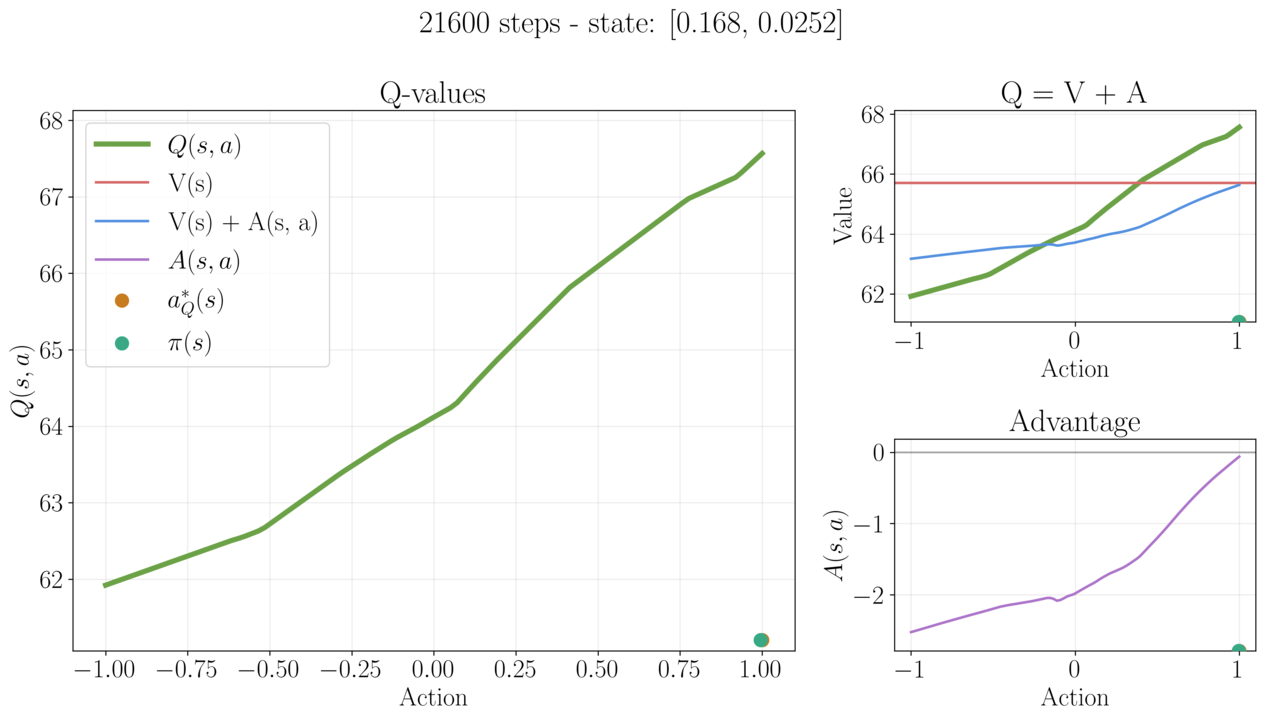 21600 steps - state: [0.168, 0.0252]
Q-values
68
67
66
65
64
63
62
Q(s, a)
Q(s, a)
V(s)
V(s) + A(s, a)
A(s, a)
a*_Q(s)
π(s)
−1.00 −0.75 −0.50 −0.25 0.00 0.25 0.50 0.75 1.00
Action
Q = V + A
68
66
64
62
Value
−1 0 1
Action
Advantage
0
−1
−2
A(s, a)
−1 0 1
Action